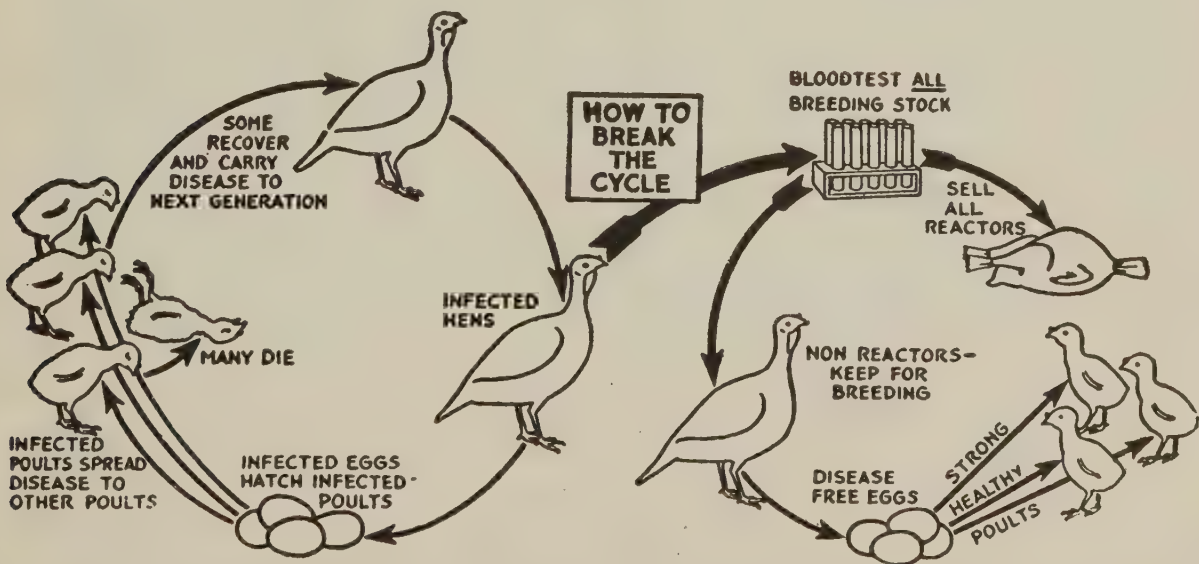 SOME
RECOVER
AND CARRY
DISEASE TO
NEXT GENERATION
INFECTED
HENS
MANY DIE
INFECTED
POULTS SPREAD
DISEASE TO
OTHER POULTS
INFECTED EGGS
HATCH INFECTED-
POULTS
HOW TO
BREAK
THE
CYCLE
BLOODTEST ALL
BREEDING STOCK
SELL
ALL
REACTORS
NON REACTORS-
KEEP FOR
BREEDING
DISEASE
FREE EGGS
STRONG
HEALTHY
POULTS